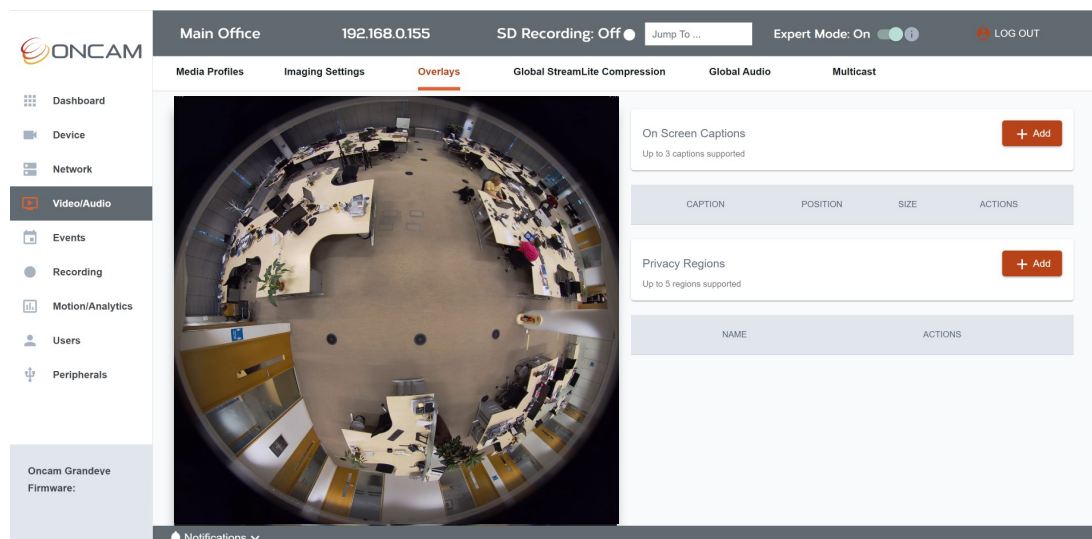 ONCAM
Main Office
192.168.0.155
SD Recording: Off
Jump To ...
Expert Mode: On
i
LOG OUT
Media Profiles
Imaging Settings
Overlays
Global StreamLite Compression
Global Audio
Multicast
Dashboard
Device
Network
Video/Audio
Events
Recording
Motion/Analytics
Users
Peripherals
Oncam Grandeye
Firmware:
On Screen Captions
+ Add
Up to 3 captions supported
CAPTION POSITION SIZE ACTIONS
Privacy Regions
+ Add
Up to 5 regions supported
NAME ACTIONS
Notifications